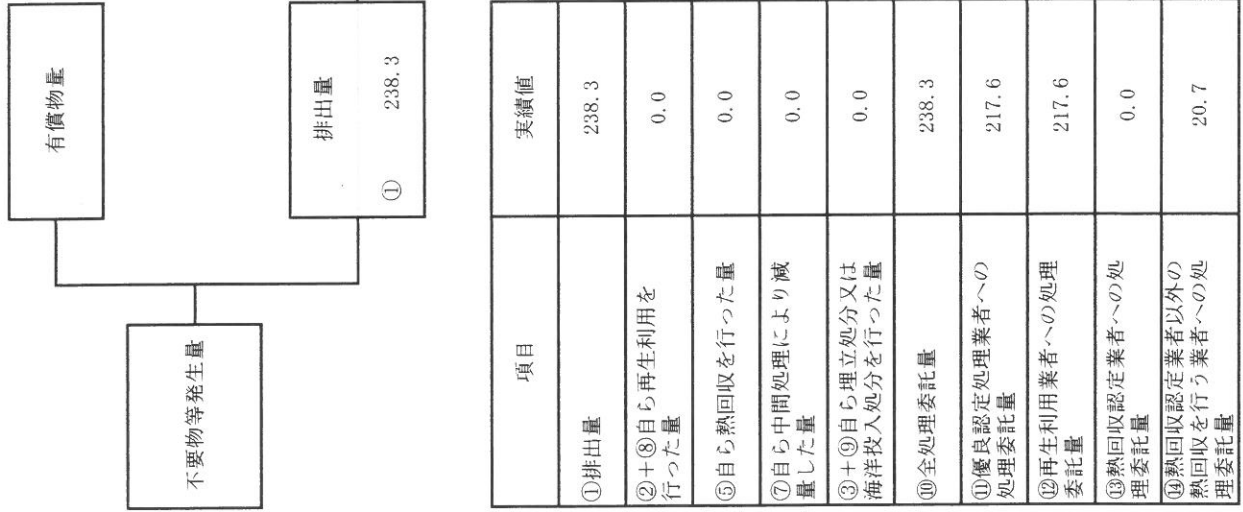 不要物等発生量
有償物量
排出量
① 238.3
項目 実績値
①排出量 238.3
②+⑧自ら再生利用を
行った量 0.0
⑤自ら熱回収を行った量 0.0
⑦自ら中間処理により減
量した量 0.0
③+⑨自ら埋立処分又は
海洋投入処分を行った量 0.0
⑩全処理委託量 238.3
⑪優良認定処理業者への
処理委託量 217.6
⑫再生利用業者への処理
委託量 217.6
⑬熱回収認定業者への処
理委託量 0.0
⑭熱回収認定業者以外の
熱回収を行う業者への処
理委託量 20.7